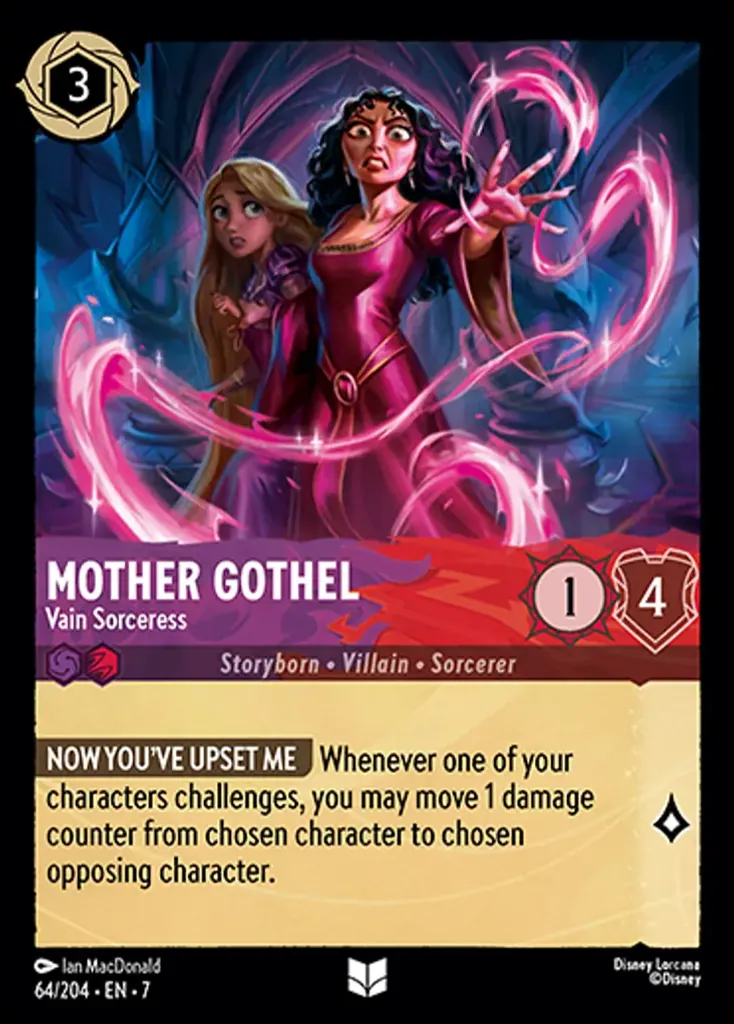 3
MOTHER GOTHEL
Vain Sorceress
1
4
Storyborn • Villain • Sorcerer
NOW YOU'VE UPSET ME Whenever one of your
characters challenges, you may move 1 damage
counter from chosen character to chosen
opposing character.
Ian MacDonald
64/204 • EN • 7
Disney Lorcana
©Disney